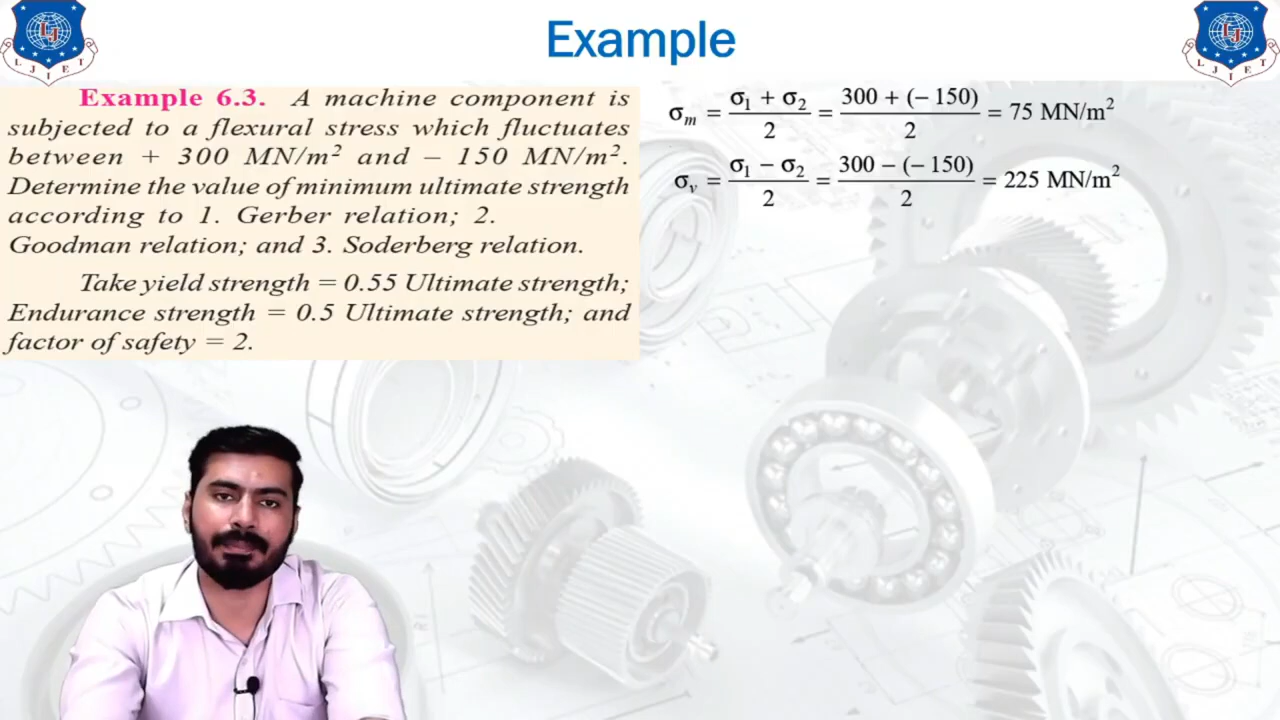 Example
L J I E T
L J I E T
Example 6.3. A machine component is
subjected to a flexural stress which fluctuates
between + 300 MN/m² and – 150 MN/m².
Determine the value of minimum ultimate strength
according to 1. Gerber relation; 2.
Goodman relation; and 3. Soderberg relation.
Take yield strength = 0.55 Ultimate strength;
Endurance strength = 0.5 Ultimate strength; and
factor of safety = 2.
σm = (σ1 + σ2)/2 = (300 + (– 150))/2 = 75 MN/m²
σv = (σ1 – σ2)/2 = (300 – (– 150))/2 = 225 MN/m²